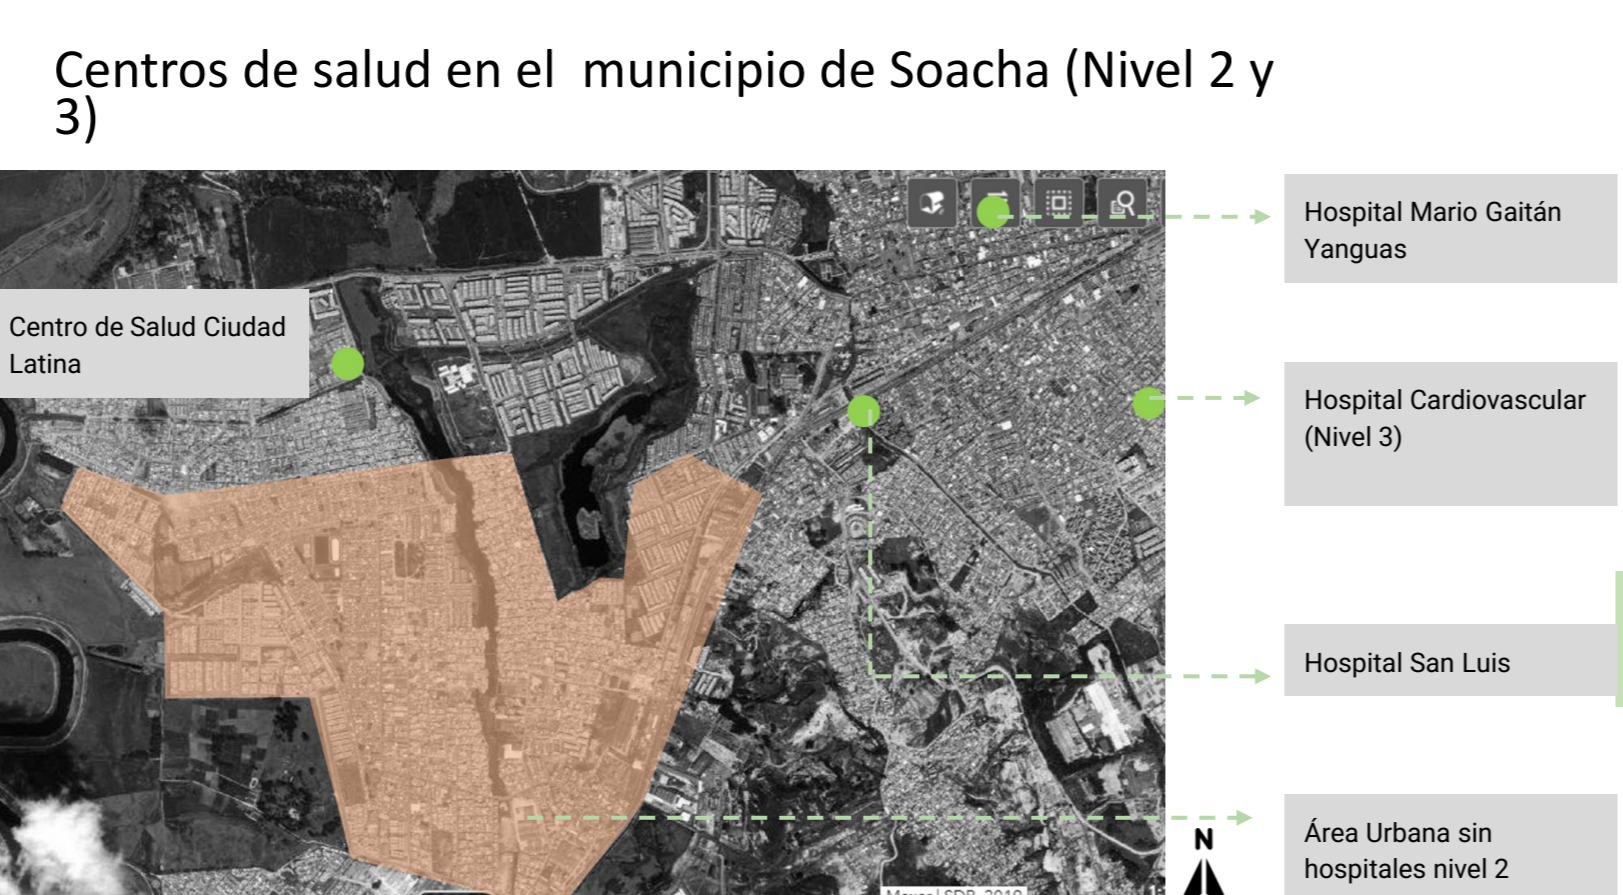 Centros de salud en el  municipio de Soacha (Nivel 2 y
3)
Hospital Mario Gaitán
Yanguas
Centro de Salud Ciudad
Latina
Hospital Cardiovascular
(Nivel 3)
Hospital San Luis
Área Urbana sin
hospitales nivel 2
N